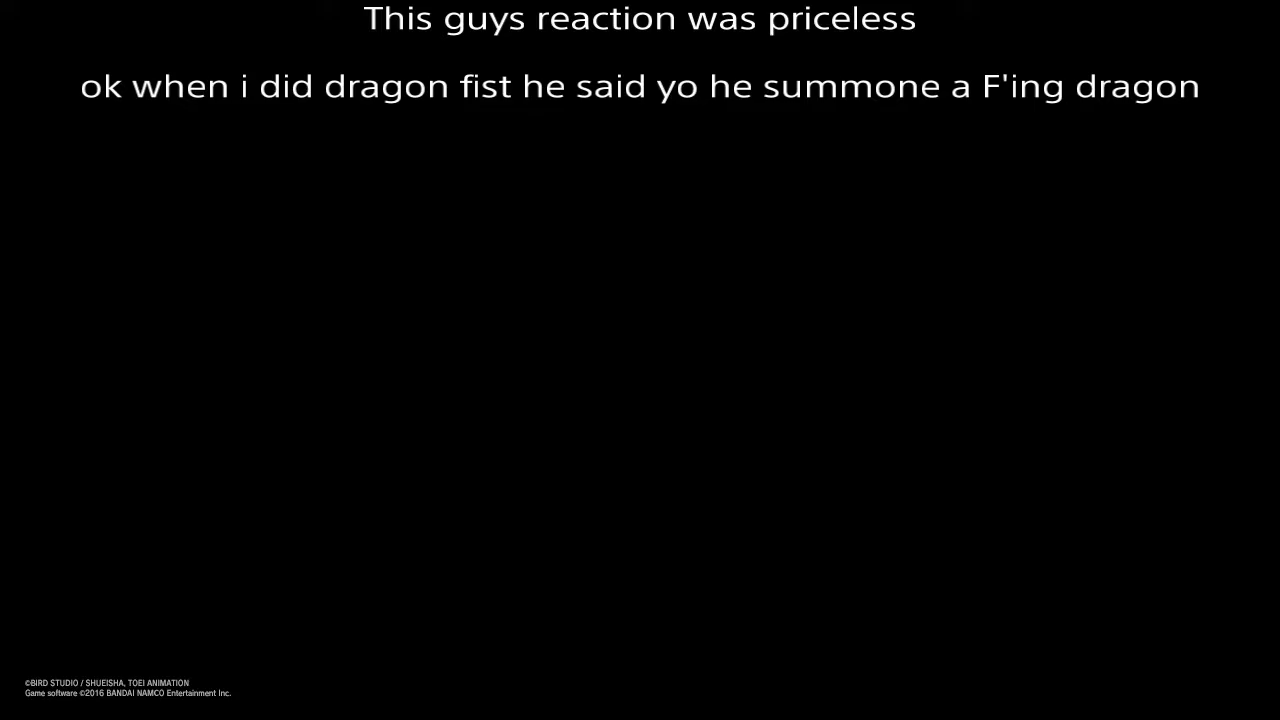 This guys reaction was priceless
ok when i did dragon fist he said yo he summone a F'ing dragon
©BIRD STUDIO / SHUEISHA, TOEI ANIMATION
Game software ©2016 BANDAI NAMCO Entertainment Inc.